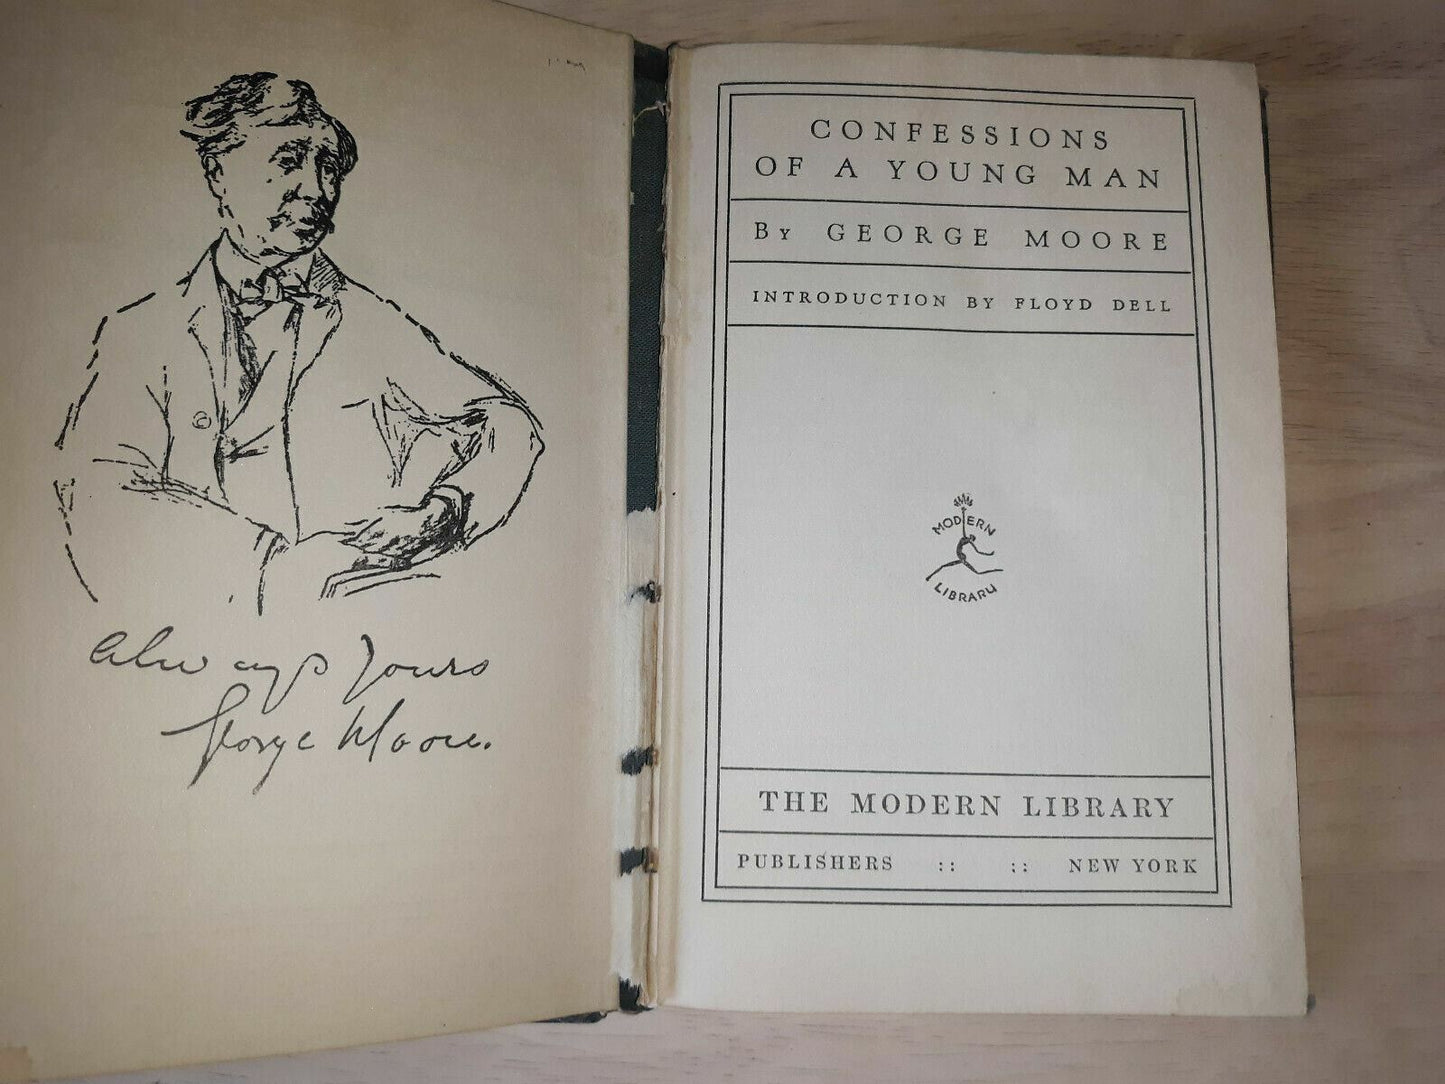 Always Yours
George Moore.
CONFESSIONS
OF A YOUNG MAN
By GEORGE MOORE
INTRODUCTION BY FLOYD DELL
MODERN
LIBRARY
THE MODERN LIBRARY
PUBLISHERS :: :: NEW YORK